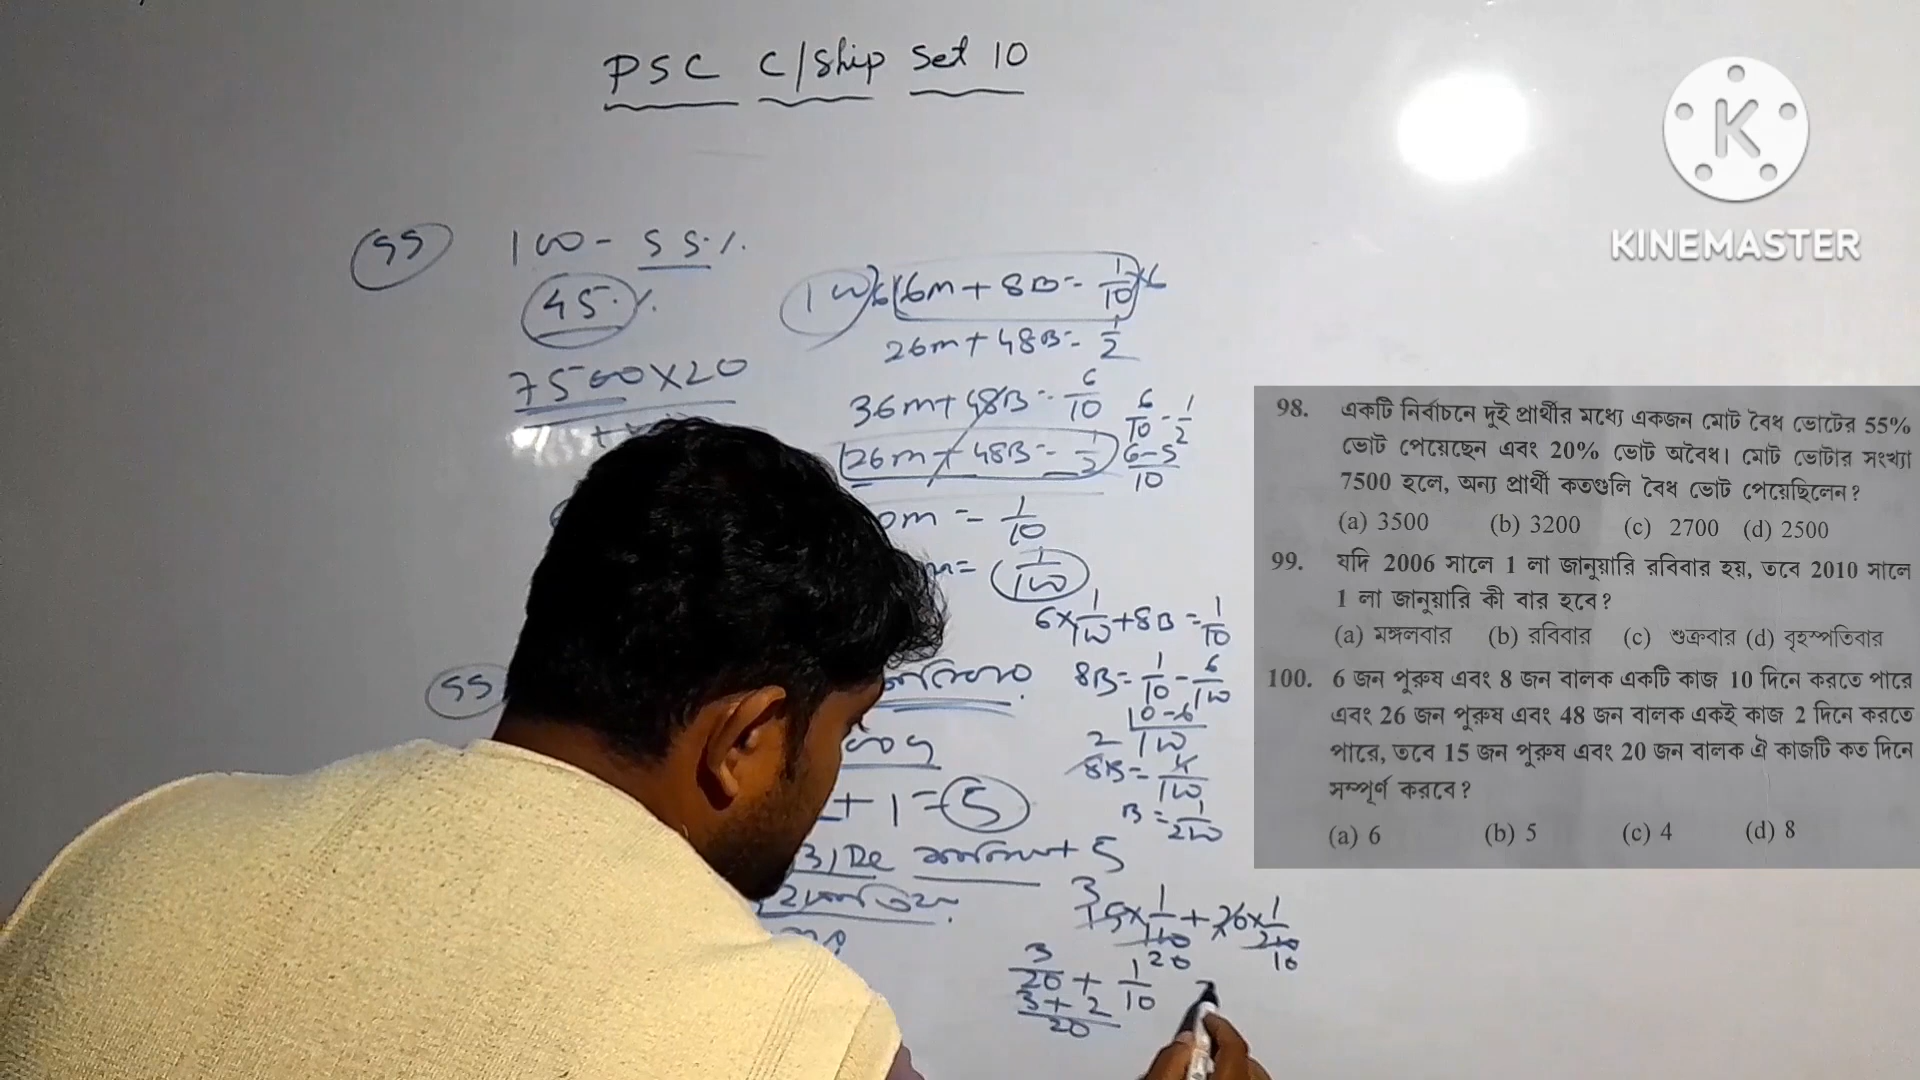 PSC C/Ship Set 10
KINEMASTER
100 - 55%
45%
7500×20
6(6m + 8B = 1/10)×6
26m + 48B = 1/2
36m + 48B = 6/10
26m + 48B = 1/2
6/10 - 1/2
6-5/10
0m = 1/10
m = 1/100
6×1/100 + 8B = 1/10
8B = 1/10 - 6/100
10-6/100
8B = 4/100
B = 1/200
+ 1 = 5
+ 5
3/20 + 1/10
3+2/20
98. একটি নির্বাচনে দুই প্রার্থীর মধ্যে একজন মোট বৈধ ভোটের 55%
ভোট পেয়েছেন এবং 20% ভোট অবৈধ। মোট ভোটার সংখ্যা
7500 হলে, অন্য প্রার্থী কতগুলি বৈধ ভোট পেয়েছিলেন?
(a) 3500 (b) 3200 (c) 2700 (d) 2500
99. যদি 2006 সালে 1 লা জানুয়ারি রবিবার হয়, তবে 2010 সালে
1 লা জানুয়ারি কী বার হবে?
(a) মঙ্গলবার (b) রবিবার (c) শুক্রবার (d) বৃহস্পতিবার
100. 6 জন পুরুষ এবং 8 জন বালক একটি কাজ 10 দিনে করতে পারে
এবং 26 জন পুরুষ এবং 48 জন বালক একই কাজ 2 দিনে করতে
পারে, তবে 15 জন পুরুষ এবং 20 জন বালক ঐ কাজটি কত দিনে
সম্পূর্ণ করবে?
(a) 6 (b) 5 (c) 4 (d) 8